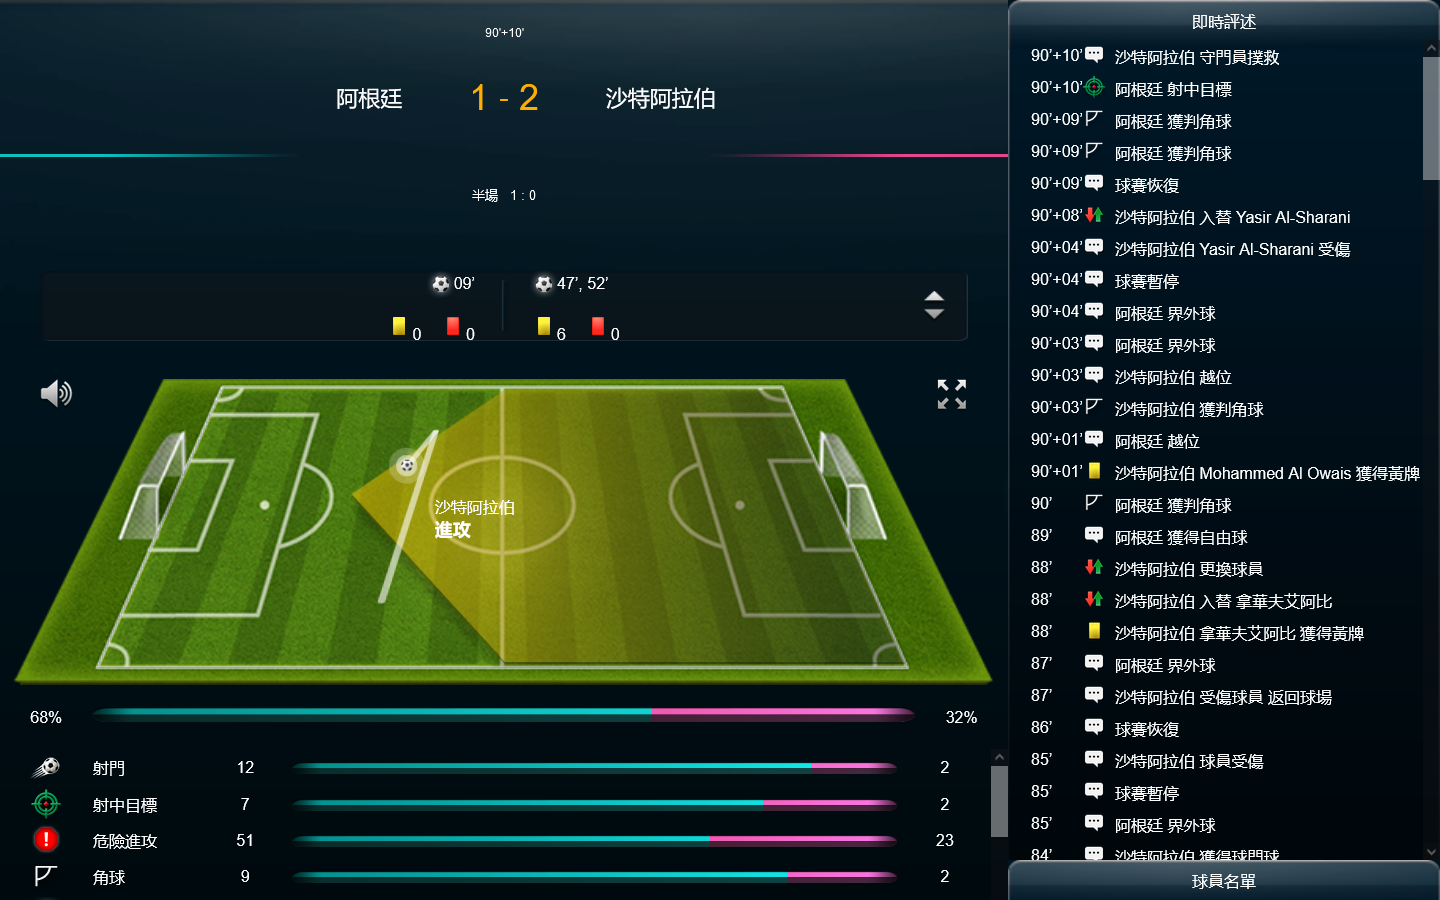 90'+10'
阿根廷 1 - 2 沙特阿拉伯
半場 1 : 0
09' 47', 52'
0 0 6 0
沙特阿拉伯
進攻
68% 32%
射門 12 2
射中目標 7 2
危險進攻 51 23
角球 9 2
即時評述
90'+10' 沙特阿拉伯 守門員撲救
90'+10' 阿根廷 射中目標
90'+09' 阿根廷 獲判角球
90'+09' 阿根廷 獲判角球
90'+09' 球賽恢復
90'+08' 沙特阿拉伯 入替 Yasir Al-Sharani
90'+04' 沙特阿拉伯 Yasir Al-Sharani 受傷
90'+04' 球賽暫停
90'+04' 阿根廷 界外球
90'+03' 阿根廷 界外球
90'+03' 沙特阿拉伯 越位
90'+03' 沙特阿拉伯 獲判角球
90'+01' 阿根廷 越位
90'+01' 沙特阿拉伯 Mohammed Al Owais 獲得黃牌
90' 阿根廷 獲判角球
89' 阿根廷 獲得自由球
88' 沙特阿拉伯 更換球員
88' 沙特阿拉伯 入替 拿華夫艾阿比
88' 沙特阿拉伯 拿華夫艾阿比 獲得黃牌
87' 阿根廷 界外球
87' 沙特阿拉伯 受傷球員 返回球場
86' 球賽恢復
85' 沙特阿拉伯 球員受傷
85' 球賽暫停
85' 阿根廷 界外球
84' 沙特阿拉伯 獲得球門球
球員名單